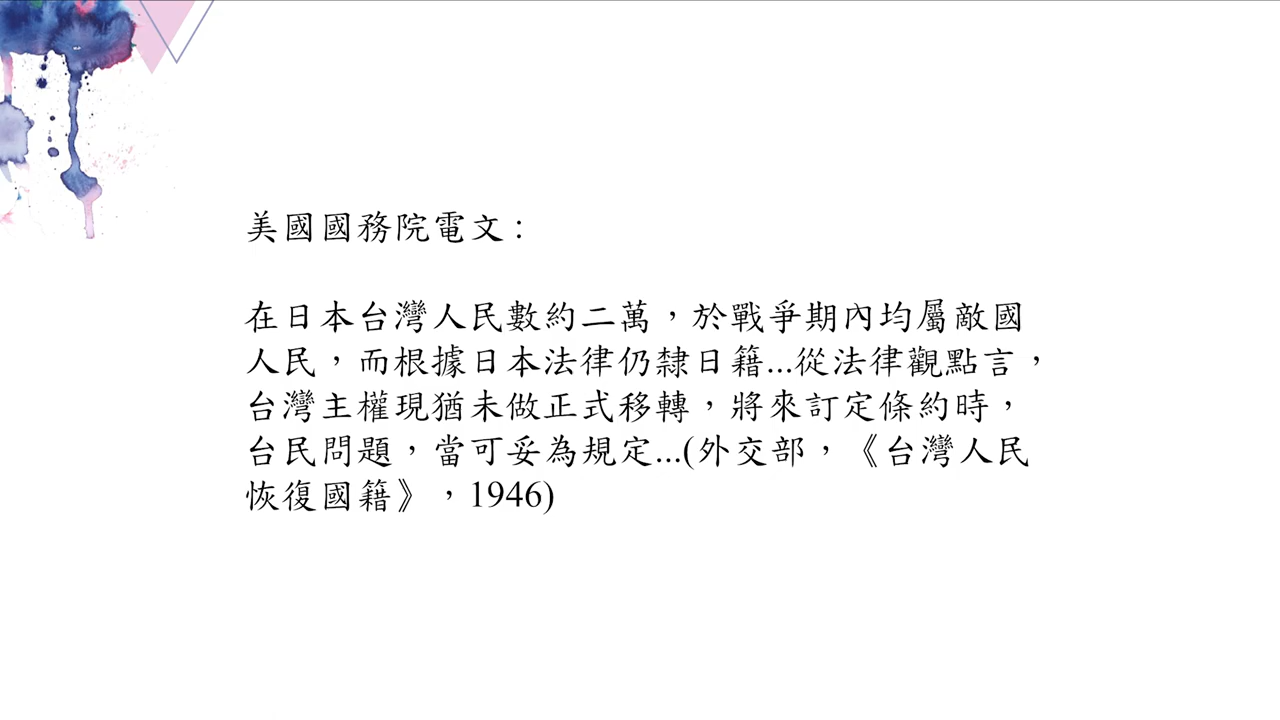 美國國務院電文:
在日本台灣人民數約二萬，於戰爭期內均屬敵國
人民，而根據日本法律仍隸日籍...從法律觀點言，
台灣主權現猶未做正式移轉，將來訂定條約時，
台民問題，當可妥為規定...(外交部，《台灣人民
恢復國籍》，1946)